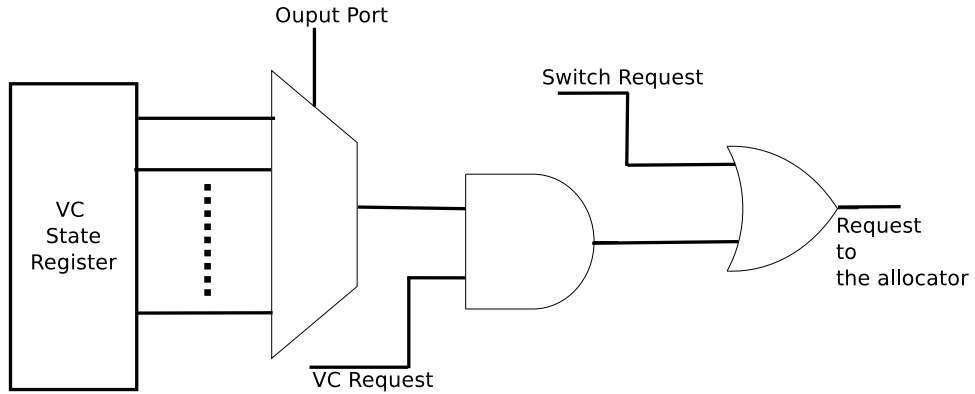 Ouput Port
Switch Request
VC
State
Register
Request
to
the allocator
VC Request